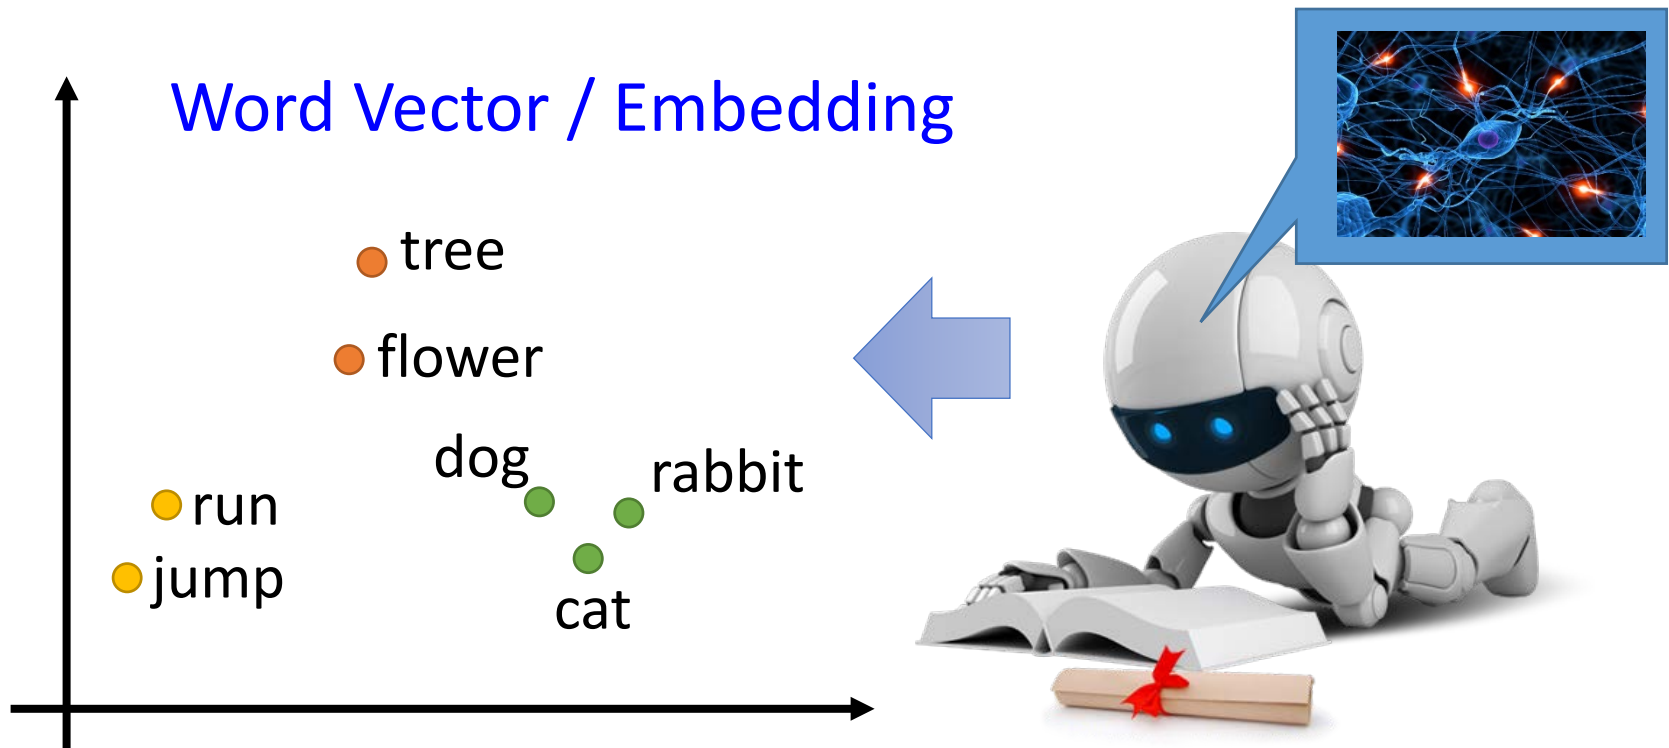 Word Vector / Embedding
tree
flower
dog
rabbit
run
jump
cat